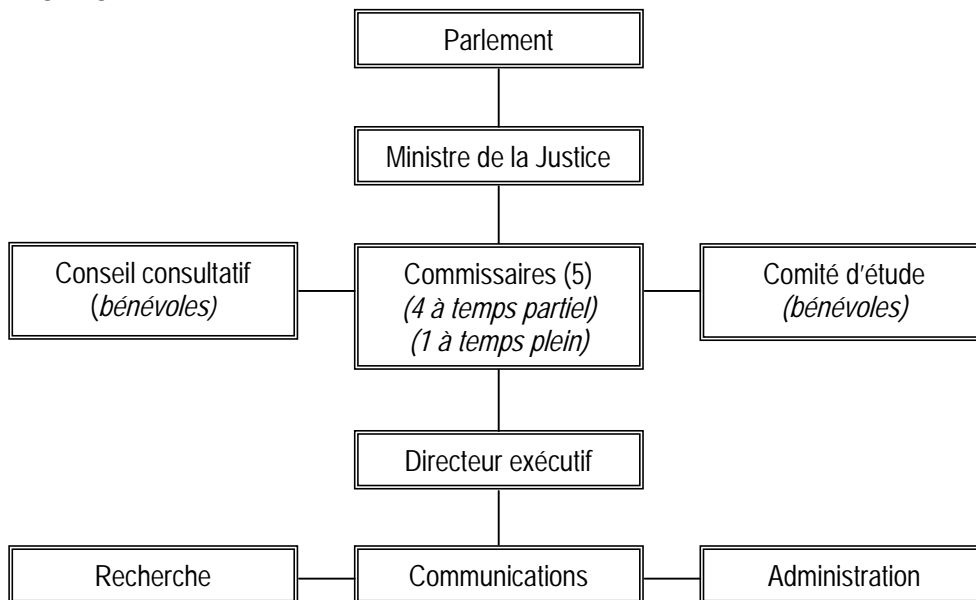 Parlement
Ministre de la Justice
Conseil consultatif
(bénévoles)
Commissaires (5)
(4 à temps partiel)
(1 à temps plein)
Comité d'étude
(bénévoles)
Directeur exécutif
Recherche
Communications
Administration